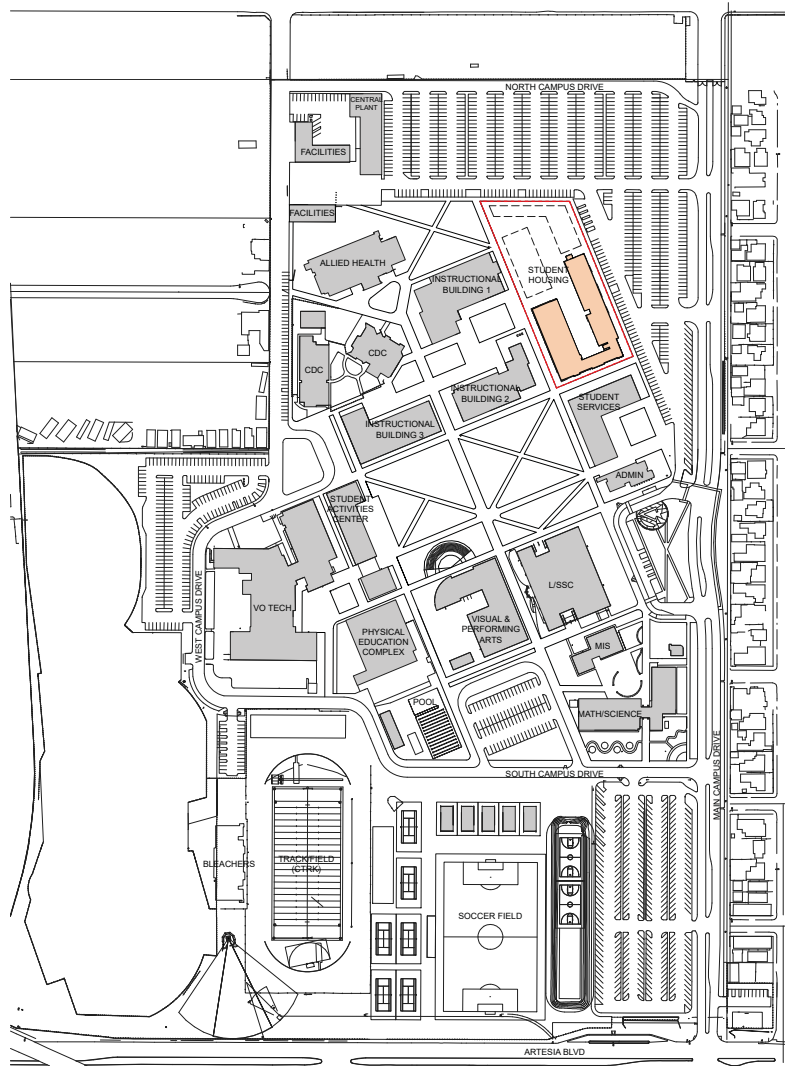 NORTH CAMPUS DRIVE
CENTRAL
PLANT
FACILITIES
FACILITIES
ALLIED HEALTH
STUDENT
HOUSING
INSTRUCTIONAL
BUILDING 1
CDC
CDC
INSTRUCTIONAL
BUILDING 2
STUDENT
SERVICES
INSTRUCTIONAL
BUILDING 3
ADMIN
STUDENT
ACTIVITIES
CENTER
L/SSC
WEST CAMPUS DRIVE
VO TECH
VISUAL &
PERFORMING
ARTS
PHYSICAL
EDUCATION
COMPLEX
MIS
POOL
MATH/SCIENCE
MAIN CAMPUS DRIVE
SOUTH CAMPUS DRIVE
BLEACHERS
TRACK/FIELD
(CTRK)
SOCCER FIELD
ARTESIA BLVD